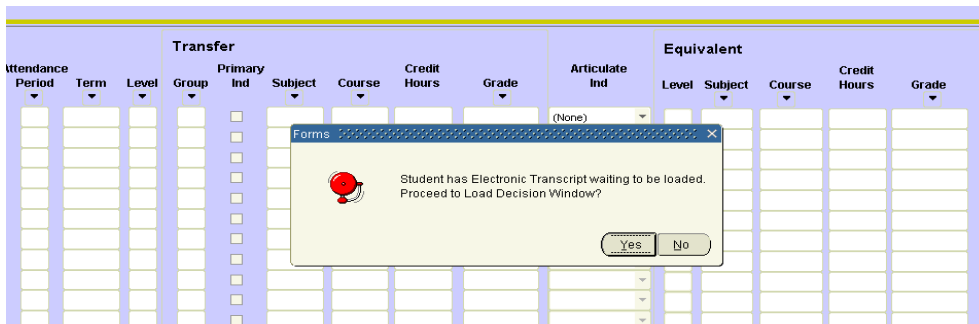 Transfer
Equivalent
Attendance Period
Term
Level
Group
Primary Ind
Subject
Course
Credit Hours
Grade
Articulate Ind
Level
Subject
Course
Credit Hours
Grade
(None)
Forms
Student has Electronic Transcript waiting to be loaded.
Proceed to Load Decision Window?
Yes
No